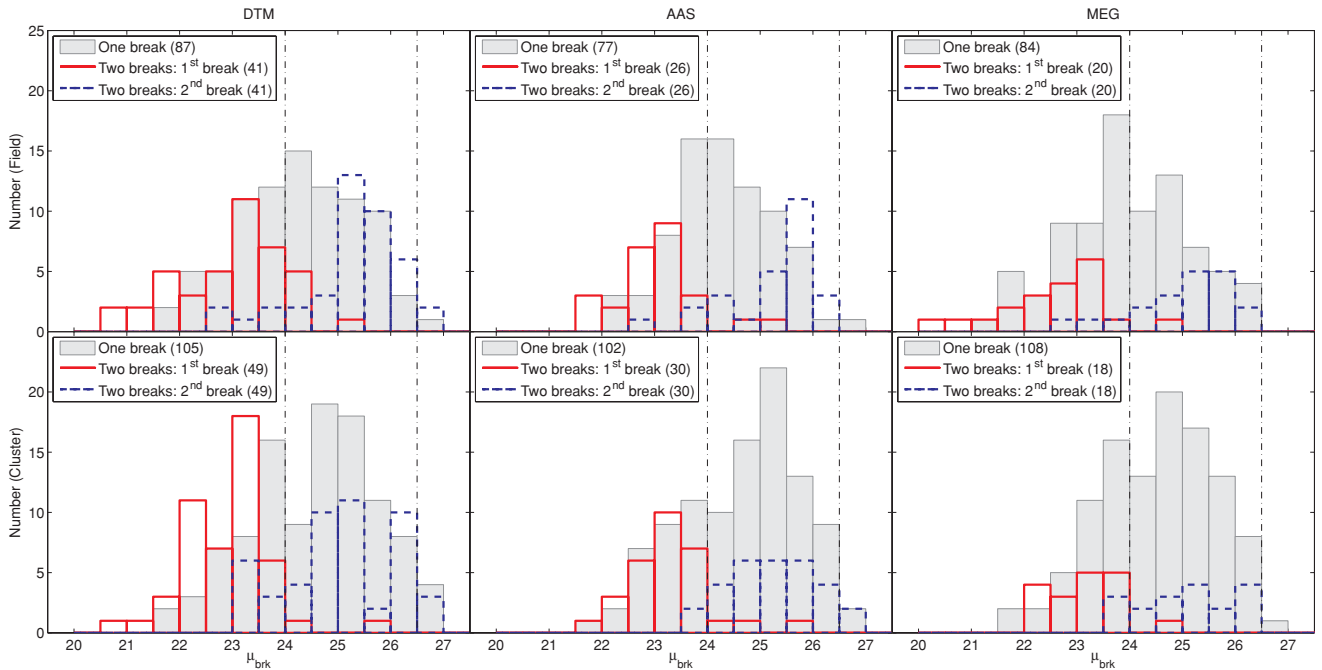 DTM
AAS
MEG
25
20
15
10
5
0
Number (Field)
One break (87)
Two breaks: 1st break (41)
Two breaks: 2nd break (41)
One break (77)
Two breaks: 1st break (26)
Two breaks: 2nd break (26)
One break (84)
Two breaks: 1st break (20)
Two breaks: 2nd break (20)
20
15
10
5
0
Number (Cluster)
One break (105)
Two breaks: 1st break (49)
Two breaks: 2nd break (49)
One break (102)
Two breaks: 1st break (30)
Two breaks: 2nd break (30)
One break (108)
Two breaks: 1st break (18)
Two breaks: 2nd break (18)
20 21 22 23 24 25 26 27
20 21 22 23 24 25 26 27
20 21 22 23 24 25 26 27
μbrk
μbrk
μbrk